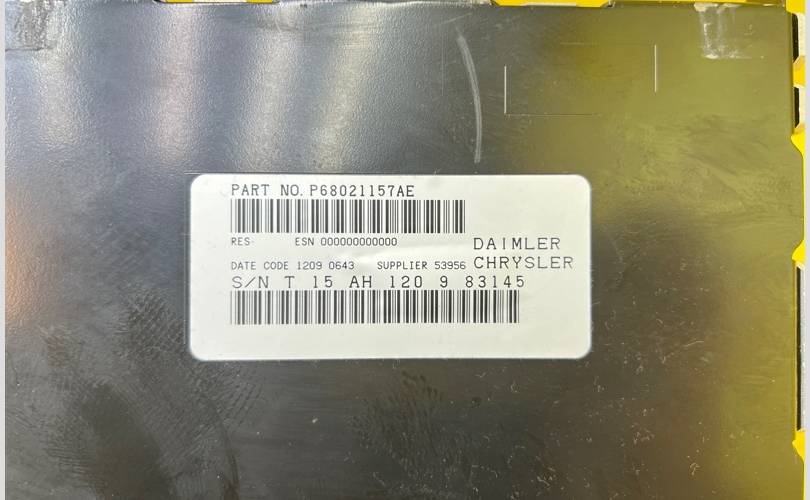 PART NO. P68021157AE
RES- ESN 000000000000
DAIMLER
DATE CODE 1209 0643 SUPPLIER 53956 CHRYSLER
S/N T 15 AH 120 9 83145